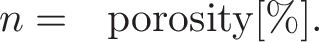 n = porosity[%].